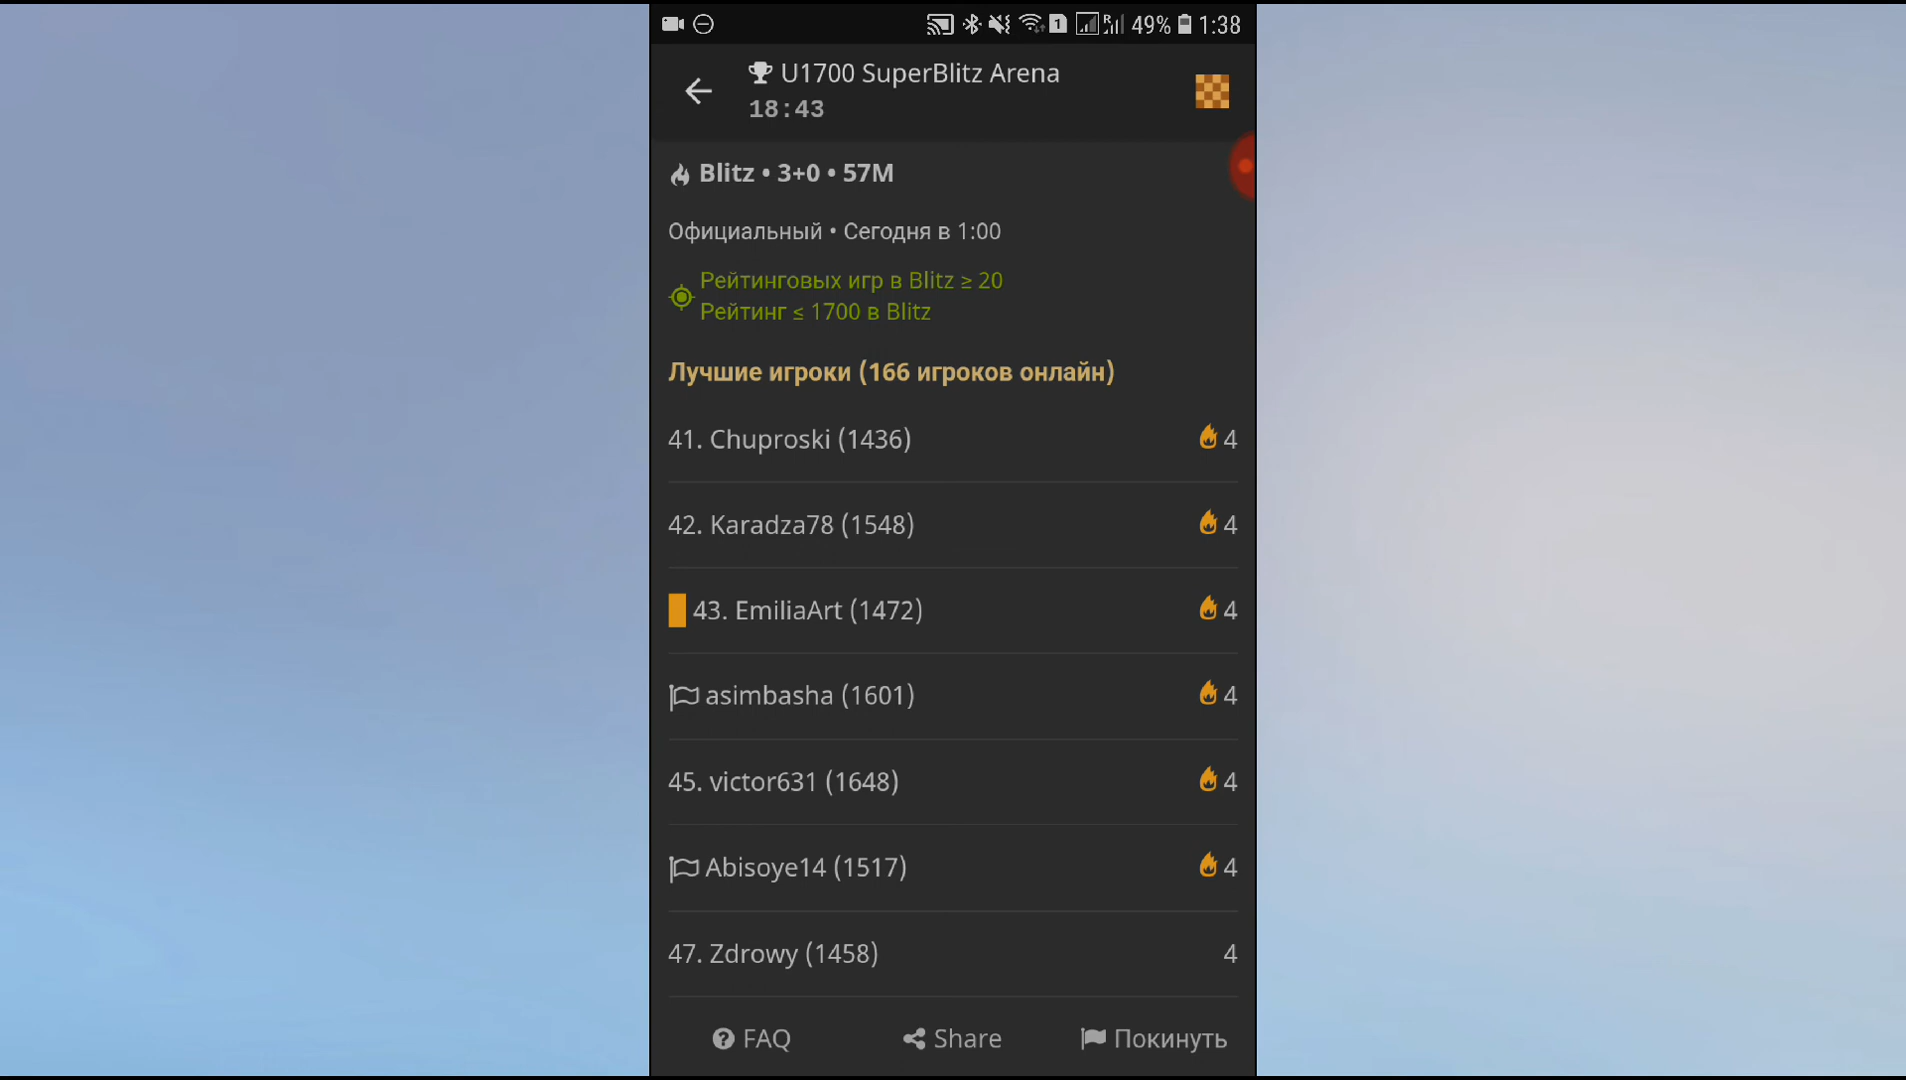 1 R 49% 1:38
U1700 SuperBlitz Arena
18:43
Blitz • 3+0 • 57M
Официальный • Сегодня в 1:00
Рейтинговых игр в Blitz ≥ 20
Рейтинг ≤ 1700 в Blitz
Лучшие игроки (166 игроков онлайн)
41. Chuproski (1436) 4
42. Karadza78 (1548) 4
43. EmiliaArt (1472) 4
asimbasha (1601) 4
45. victor631 (1648) 4
Abisoye14 (1517) 4
47. Zdrowy (1458) 4
FAQ Share Покинуть